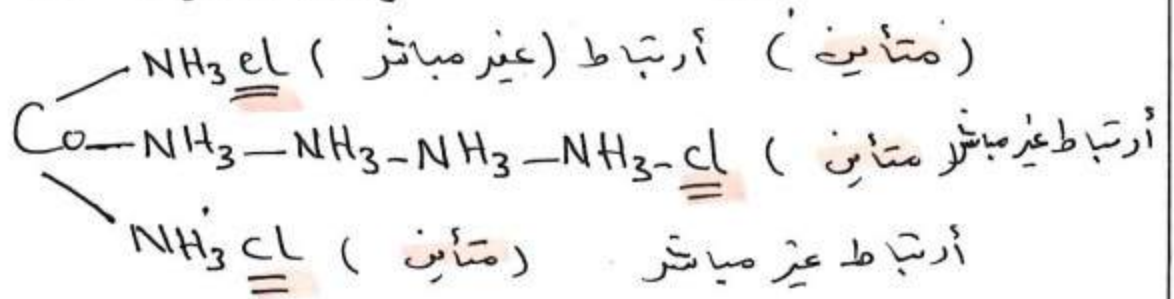 NH₃ Cl ( أرتباط (غير مباشر ) ( متأين )
Co—NH₃—NH₃-NH₃—NH₃-Cl ( أرتباط غير مباشر متأين
NH₃ Cl ( أرتباط غير مباشر ( متأين )